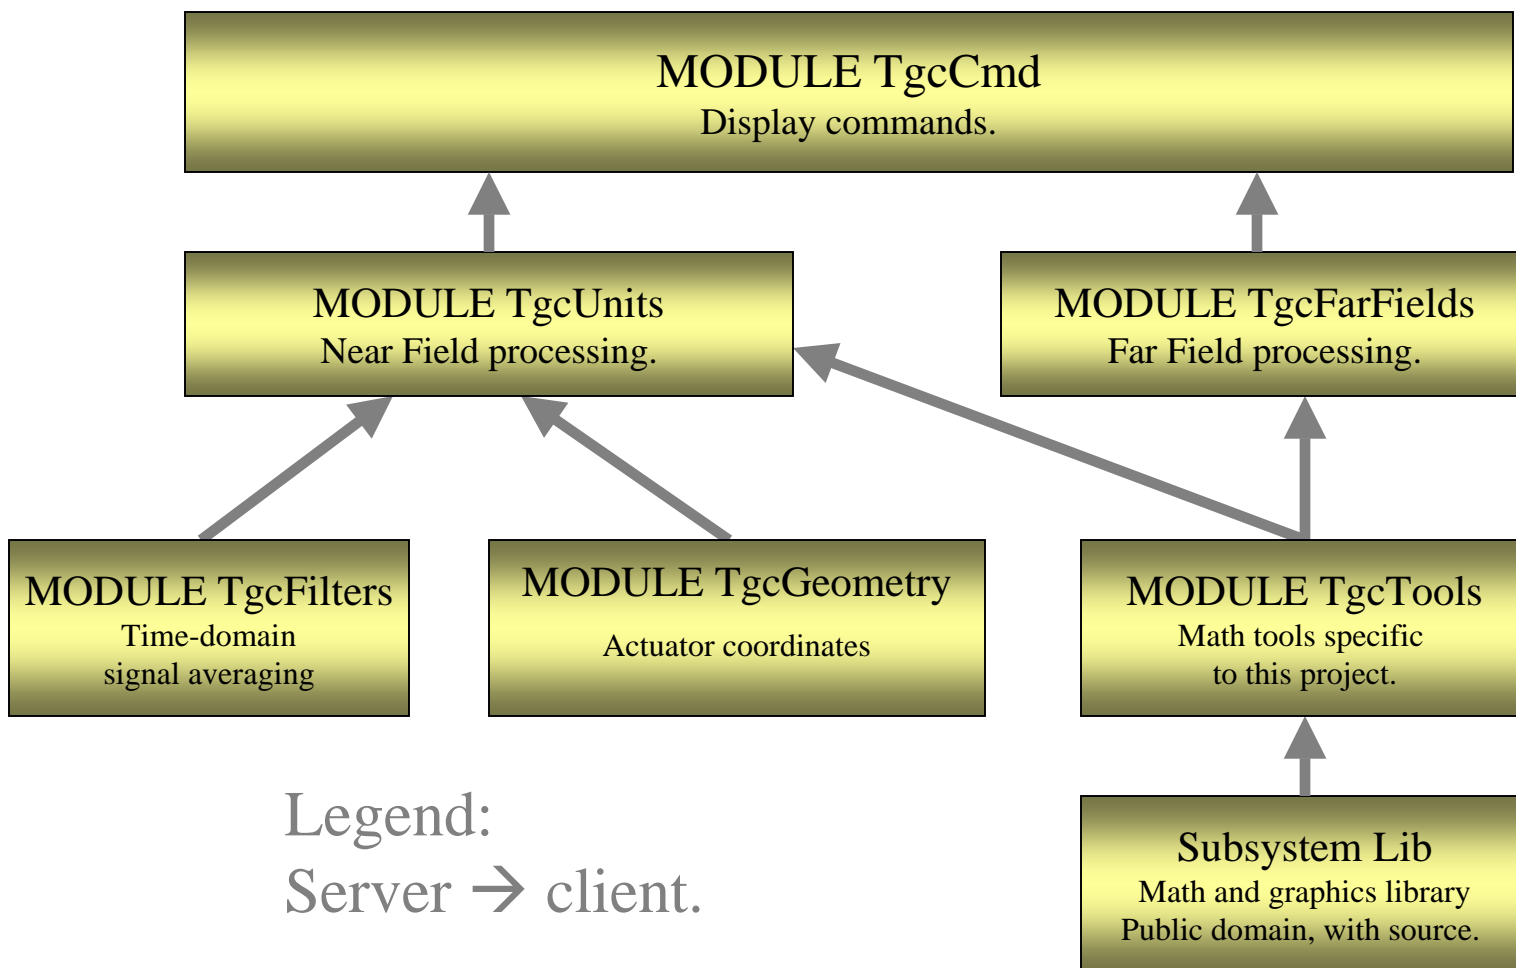 MODULE TgcCmd
Display commands.
MODULE TgcUnits
Near Field processing.
MODULE TgcFarFields
Far Field processing.
MODULE TgcFilters
Time-domain
signal averaging
MODULE TgcGeometry
Actuator coordinates
MODULE TgcTools
Math tools specific
to this project.
Legend:
Server → client.
Subsystem Lib
Math and graphics library
Public domain, with source.